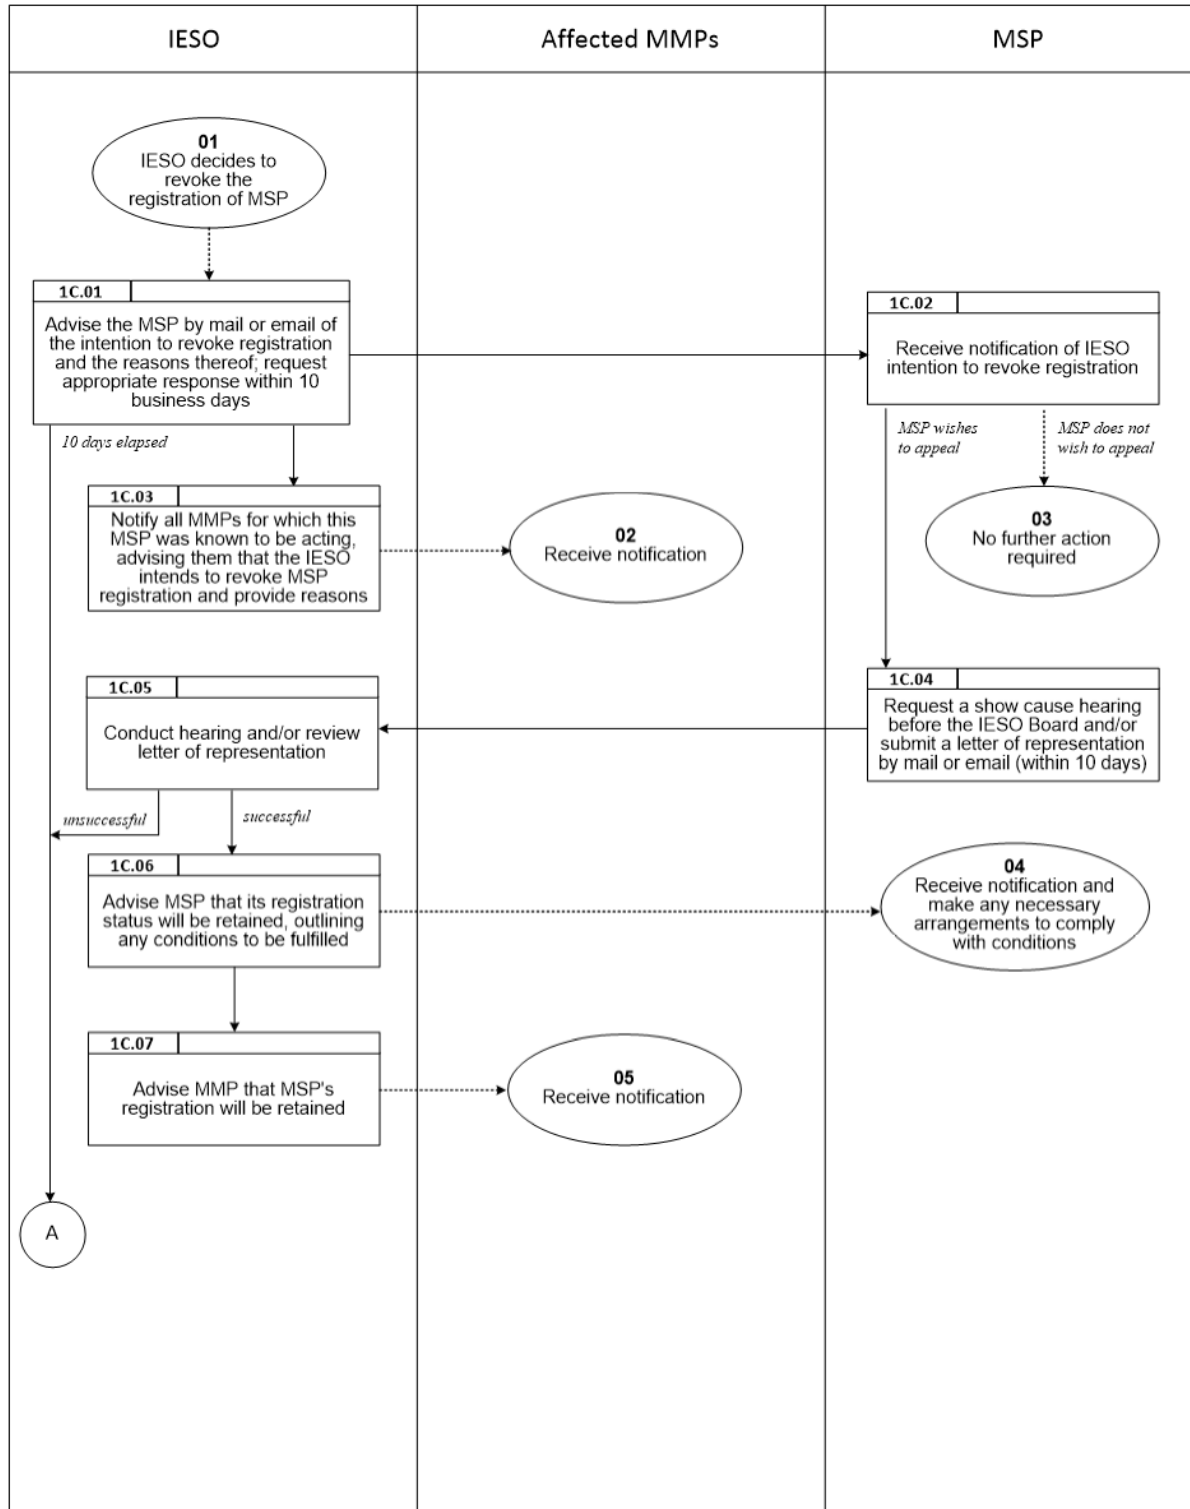 IESO
Affected MMPs
MSP
01
IESO decides to
revoke the
registration of MSP
1C.01
Advise the MSP by mail or email of
the intention to revoke registration
and the reasons thereof; request
appropriate response within 10
business days
1C.02
Receive notification of IESO
intention to revoke registration
10 days elapsed
MSP wishes
to appeal
MSP does not
wish to appeal
1C.03
Notify all MMPs for which this
MSP was known to be acting,
advising them that the IESO
intends to revoke MSP
registration and provide reasons
02
Receive notification
03
No further action
required
1C.05
Conduct hearing and/or review
letter of representation
1C.04
Request a show cause hearing
before the IESO Board and/or
submit a letter of representation
by mail or email (within 10 days)
unsuccessful
successful
1C.06
Advise MSP that its registration
status will be retained, outlining
any conditions to be fulfilled
04
Receive notification and
make any necessary
arrangements to comply
with conditions
1C.07
Advise MMP that MSP's
registration will be retained
05
Receive notification
A